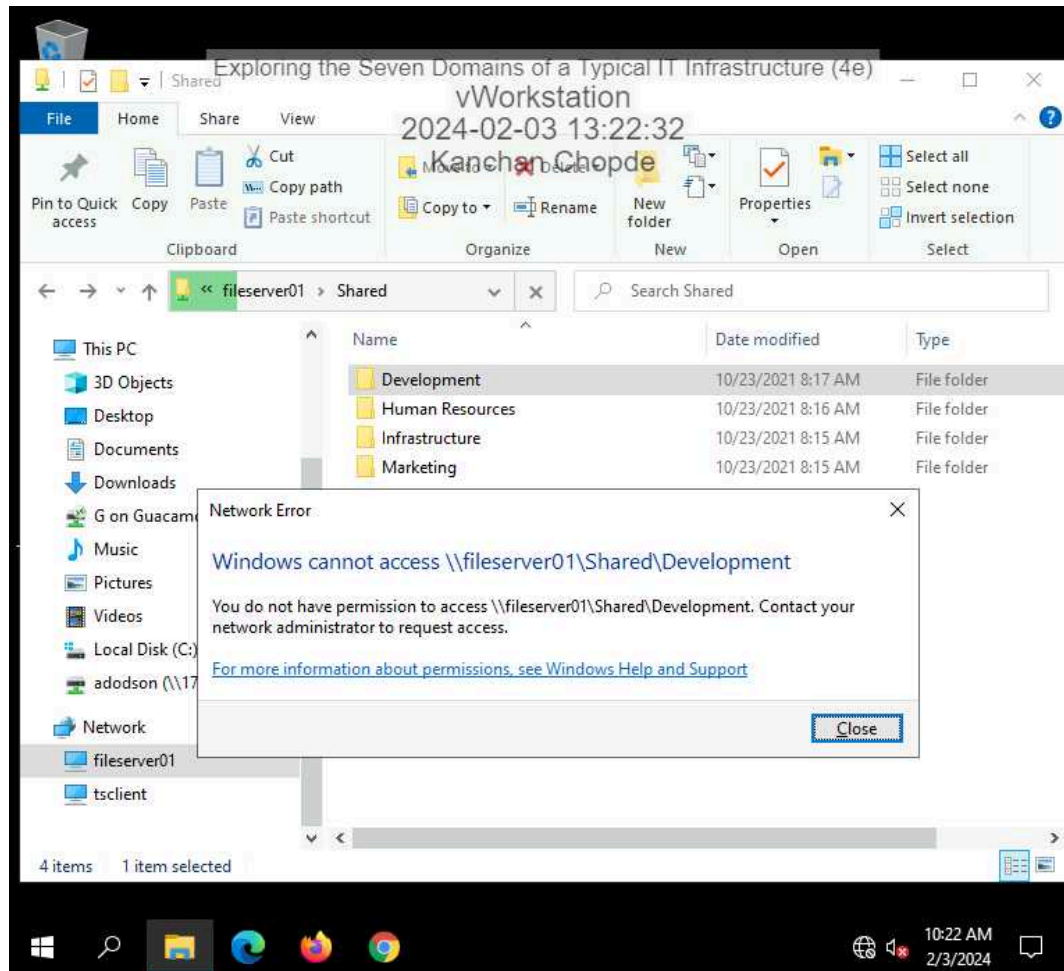 Exploring the Seven Domains of a Typical IT Infrastructure (4e)
vWorkstation
2024-02-03 13:22:32
Kanchan Chopde
Shared
File Home Share View
Pin to Quick access
Copy
Paste
Cut
Copy path
Paste shortcut
Clipboard
Copy to
Rename
Organize
New folder
New
Properties
Open
Select all
Select none
Invert selection
Select
« fileserver01 › Shared
Search Shared
This PC
3D Objects
Desktop
Documents
Downloads
G on Guacam
Music
Pictures
Videos
Local Disk (C:)
adodson (\\17
Network
fileserver01
tsclient
Name Date modified Type
Development 10/23/2021 8:17 AM File folder
Human Resources 10/23/2021 8:16 AM File folder
Infrastructure 10/23/2021 8:15 AM File folder
Marketing 10/23/2021 8:15 AM File folder
Network Error
Windows cannot access \\fileserver01\Shared\Development
You do not have permission to access \\fileserver01\Shared\Development. Contact your
network administrator to request access.
For more information about permissions, see Windows Help and Support
Close
4 items 1 item selected
10:22 AM
2/3/2024